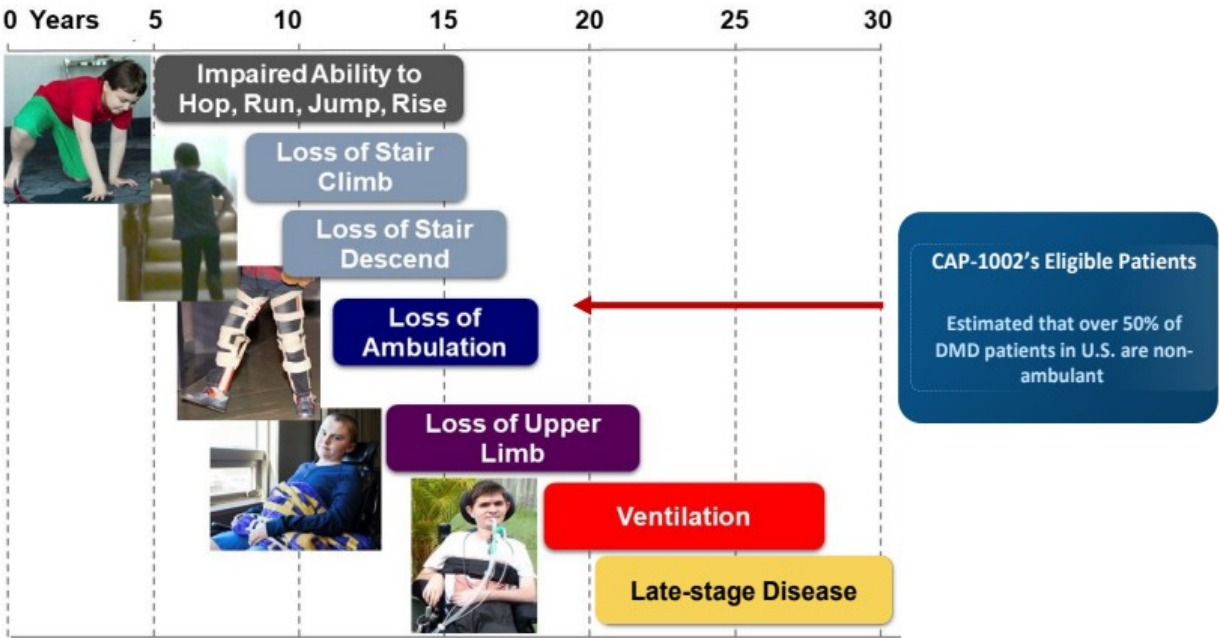 0 Years 5 10 15 20 25 30
Impaired Ability to
Hop, Run, Jump, Rise
Loss of Stair
Climb
Loss of Stair
Descend
Loss of
Ambulation
Loss of Upper
Limb
Ventilation
Late-stage Disease
CAP-1002's Eligible Patients
Estimated that over 50% of
DMD patients in U.S. are non-
ambulant